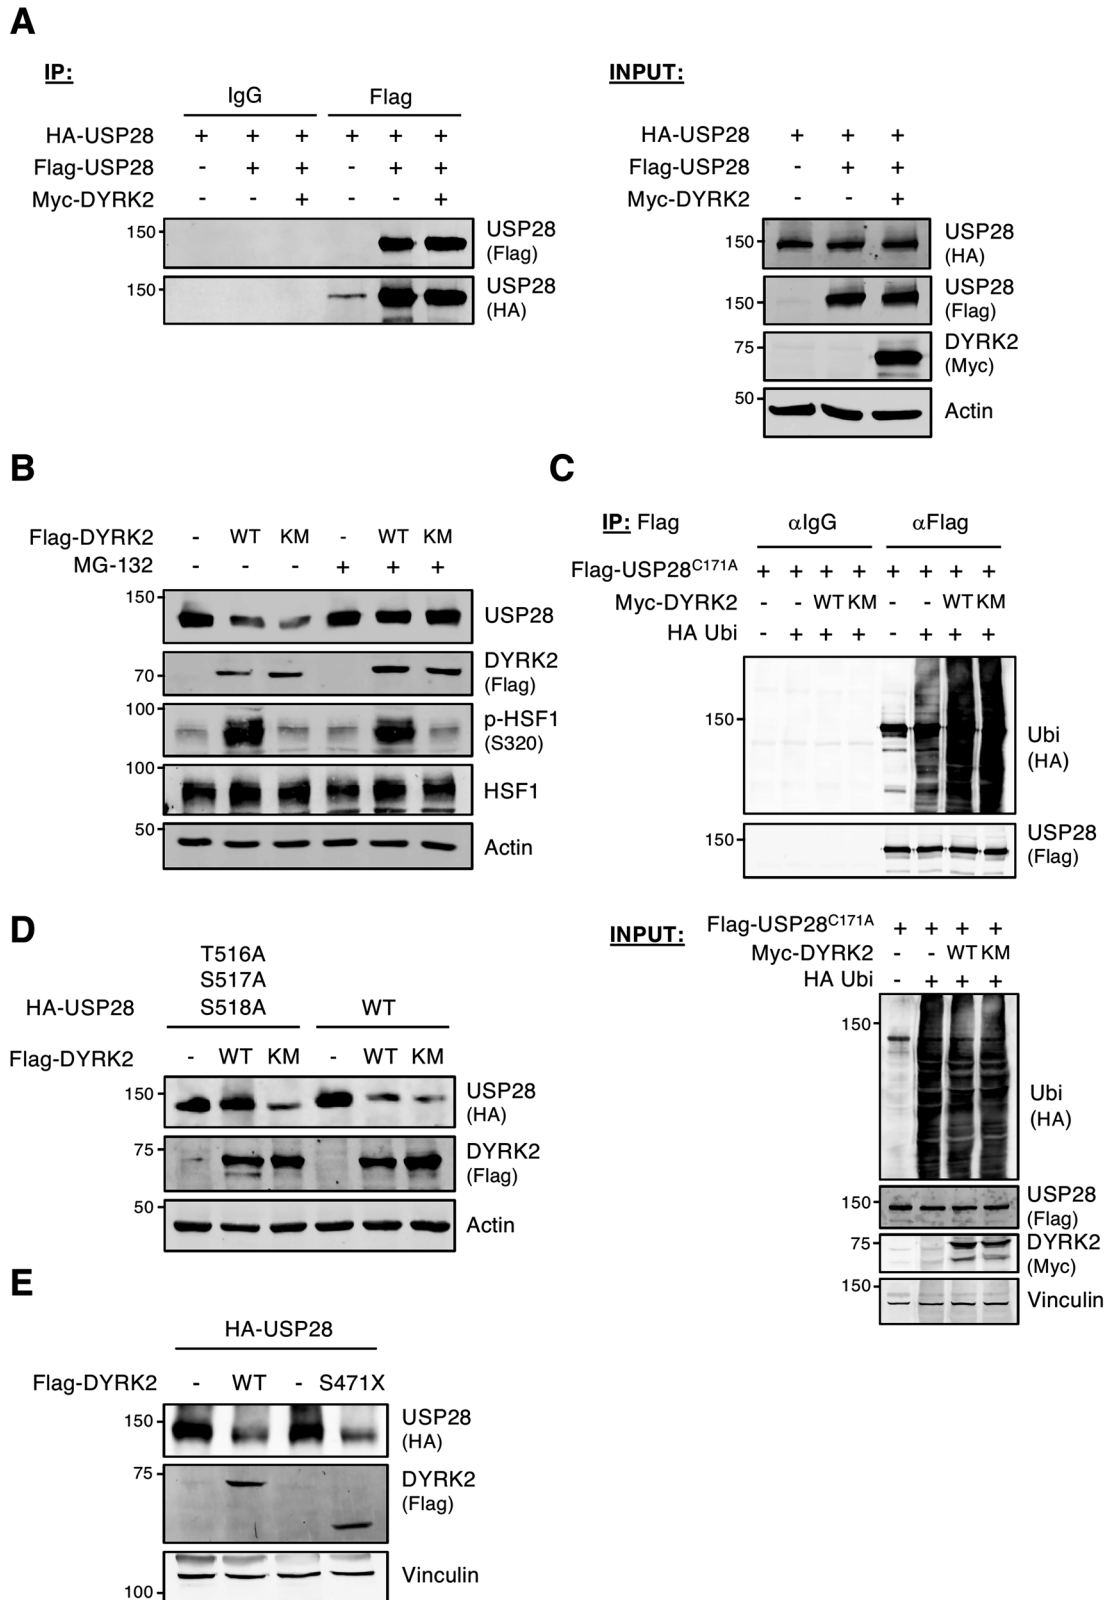 A
IP:
IgG Flag
HA-USP28 + + + + + +
Flag-USP28 - + + - + +
Myc-DYRK2 - - + - - +
150 USP28
(Flag)
150 USP28
(HA)
INPUT:
HA-USP28 + + +
Flag-USP28 - + +
Myc-DYRK2 - - +
150 USP28
(HA)
150 USP28
(Flag)
75 DYRK2
(Myc)
50 Actin
B
Flag-DYRK2 - WT KM - WT KM
MG-132 - - - + + +
150 USP28
70 DYRK2
(Flag)
100 p-HSF1
(S320)
100 HSF1
50 Actin
C
IP: Flag αIgG αFlag
Flag-USP28C171A + + + + + + + +
Myc-DYRK2 - - WT KM - - WT KM
HA Ubi - + + + - + + +
150 Ubi
(HA)
150 USP28
(Flag)
INPUT: Flag-USP28C171A + + + +
Myc-DYRK2 - - WT KM
HA Ubi - + + +
150 Ubi
(HA)
150 USP28
(Flag)
75 DYRK2
(Myc)
150 Vinculin
D
T516A
S517A
HA-USP28 S518A WT
Flag-DYRK2 - WT KM - WT KM
150 USP28
(HA)
75 DYRK2
(Flag)
50 Actin
E
HA-USP28
Flag-DYRK2 - WT - S471X
150 USP28
(HA)
75 DYRK2
(Flag)
Vinculin
100